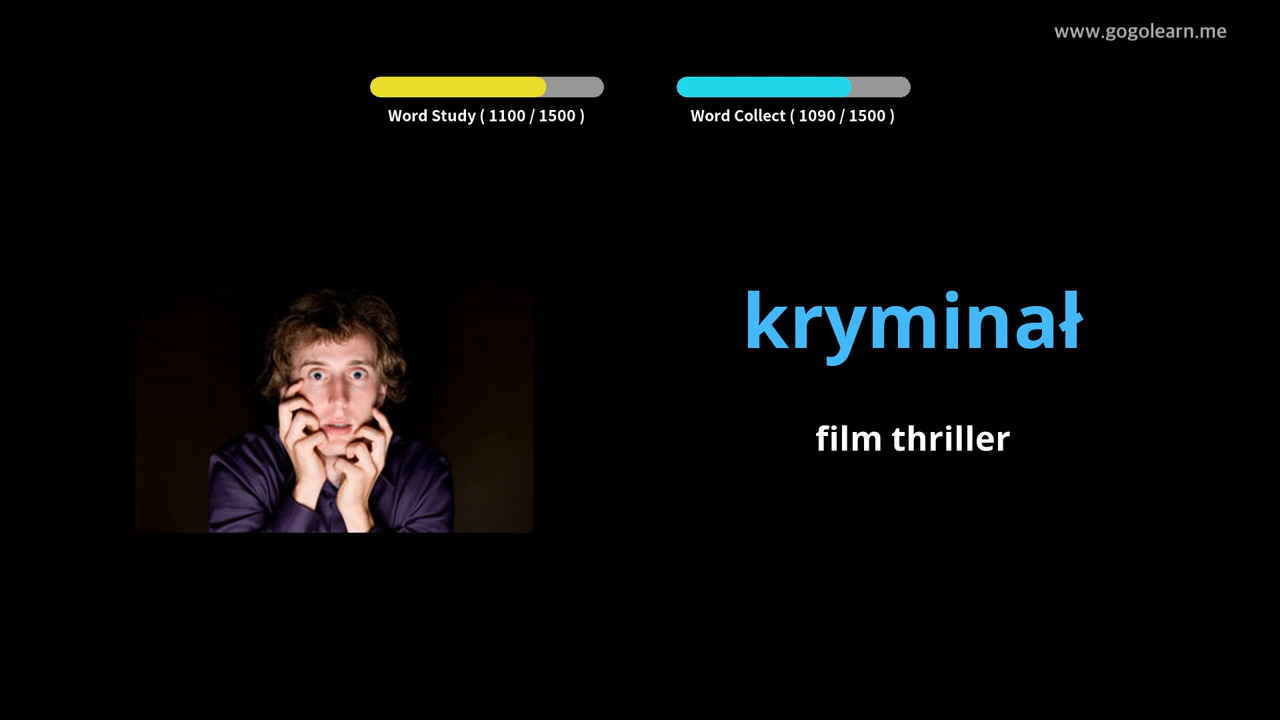 www.gogolearn.me
Word Study ( 1100 / 1500 )
Word Collect ( 1090 / 1500 )
kryminał
film thriller